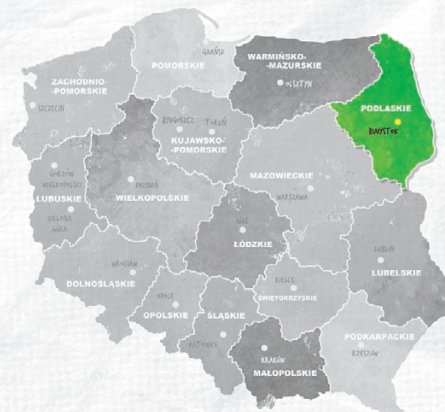 GDAŃSK
POMORSKIE
WARMIŃSKO-
-MAZURSKIE
OLSZTYN
ZACHODNIO-
-POMORSKIE
SZCZECIN
PODLASKIE
BIAŁYSTOK
BYDGOSZCZ
TORUŃ
KUJAWSKO-
-POMORSKIE
GORZÓW
WIELKOPOLSKI
LUBUSKIE
ZIELONA
GÓRA
POZNAŃ
WIELKOPOLSKIE
MAZOWIECKIE
WARSZAWA
ŁÓDZKIE
WROCŁAW
DOLNOŚLĄSKIE
LUBLIN
LUBELSKIE
OPOLE
OPOLSKIE
ŚLĄSKIE
KATOWICE
KIELCE
ŚWIĘTOKRZYSKIE
KRAKÓW
MAŁOPOLSKIE
PODKARPACKIE
RZESZÓW